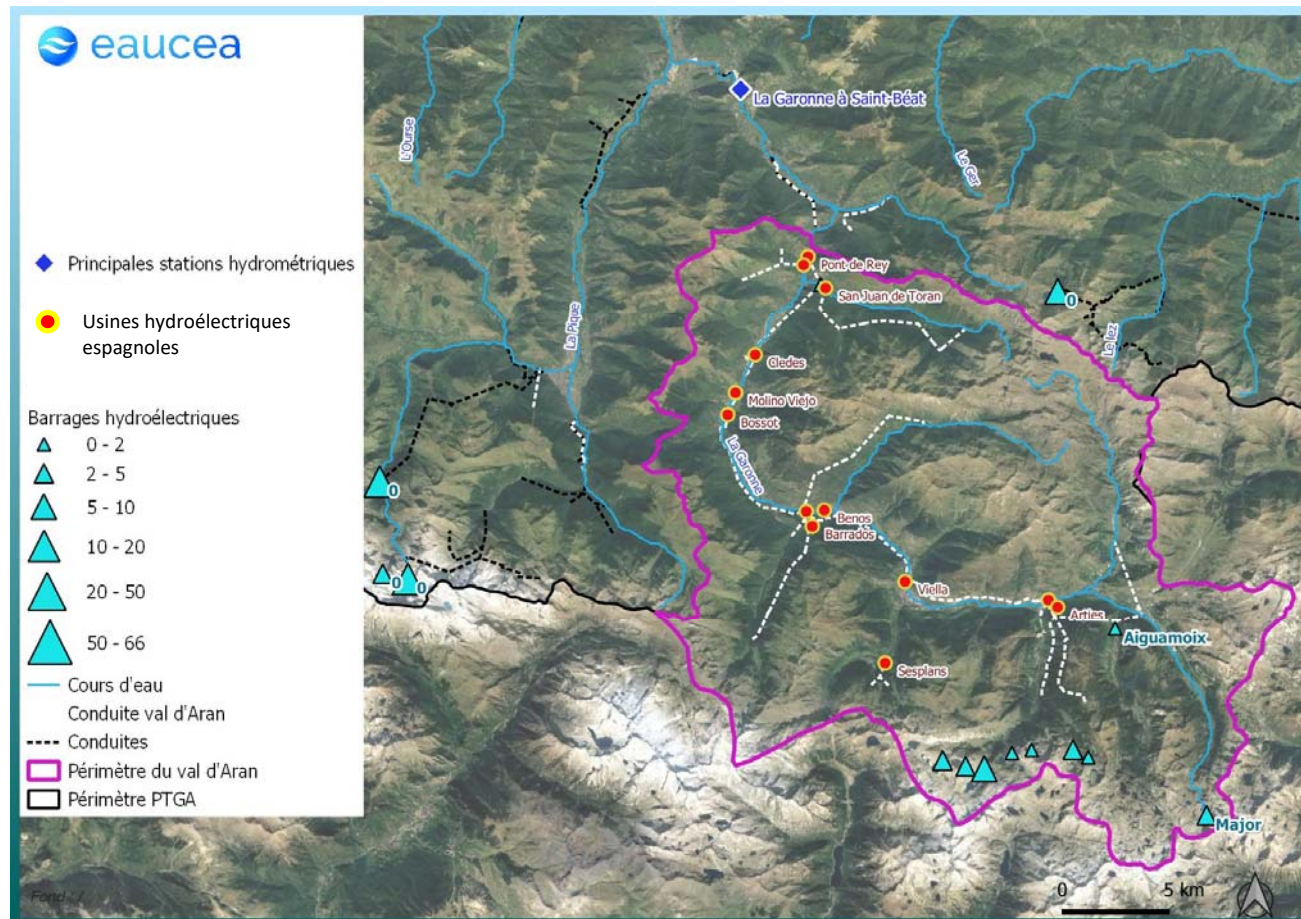 eaucea
Principales stations hydrométriques
Usines hydroélectriques
espagnoles
Barrages hydroélectriques
0 - 2
2 - 5
5 - 10
10 - 20
20 - 50
50 - 66
Cours d'eau
Conduite val d'Aran
Conduites
Périmètre du val d'Aran
Périmètre PTGA
La Garonne à Saint-Béat
L'Ourse
Le Ger
La Pique
Pont de Rey
San Juan de Toran
0
Le lez
Cledes
Molino Viejo
Bossot
La Garonne
0
Benos
Barrados
0
0
Viella
Arties
Aiguamoix
Sesplans
Major
0
5 km
Fond :/